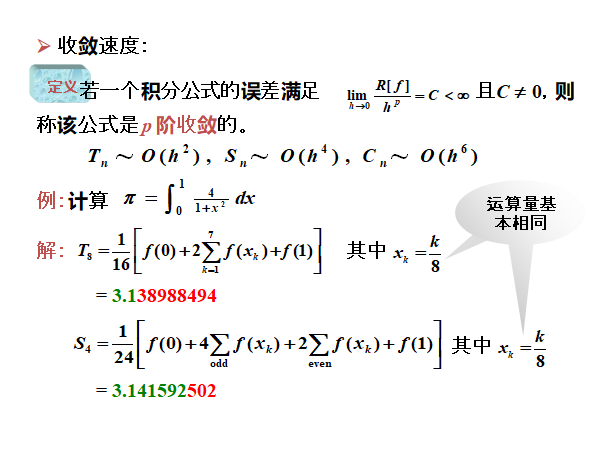 ➤ 收敛速度：
定义 若一个积分公式的误差满足 $\lim_{h \to 0} \frac{R[f]}{h^p} = C < \infty$ 且 $C \neq 0$，则
称该公式是 p 阶收敛的。
$T_n \sim O(h^2)$ , $S_n \sim O(h^4)$ , $C_n \sim O(h^6)$
例：计算 $\pi = \int_0^1 \frac{4}{1+x^2} dx$
运算量基
本相同
解： $T_8 = \frac{1}{16}\left[ f(0) + 2\sum_{k=1}^{7} f(x_k) + f(1) \right]$ 其中 $x_k = \frac{k}{8}$
= 3.138988494
$S_4 = \frac{1}{24}\left[ f(0) + 4\sum_{\text{odd}} f(x_k) + 2\sum_{\text{even}} f(x_k) + f(1) \right]$ 其中 $x_k = \frac{k}{8}$
= 3.141592502